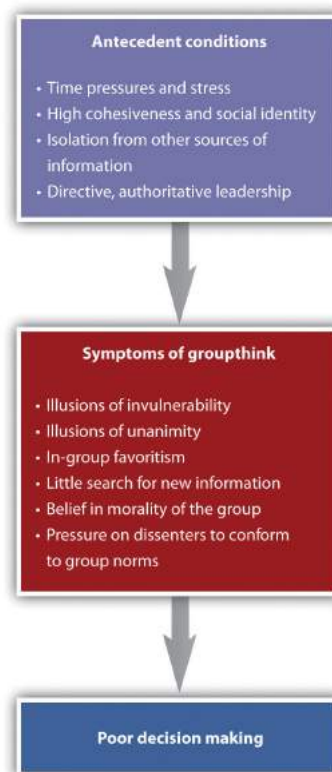 Antecedent conditions
• Time pressures and stress
• High cohesiveness and social identity
• Isolation from other sources of
information
• Directive, authoritative leadership
Symptoms of groupthink
• Illusions of invulnerability
• Illusions of unanimity
• In-group favoritism
• Little search for new information
• Belief in morality of the group
• Pressure on dissenters to conform
to group norms
Poor decision making